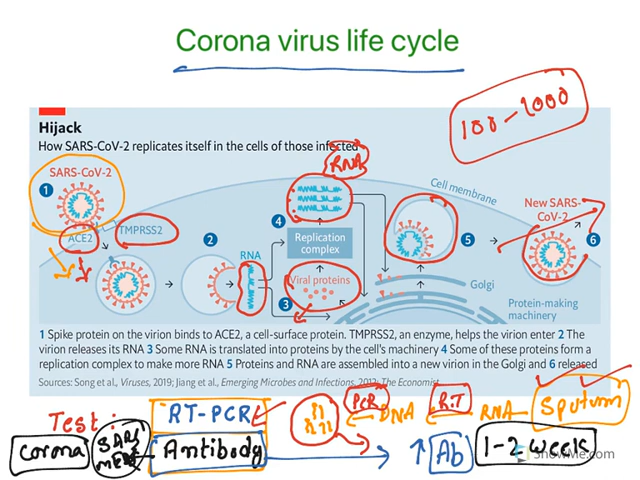 Corona virus life cycle
100-1000
Hijack
How SARS-CoV-2 replicates itself in the cells of those infected
RNA
SARS-CoV-2
1
ACE2
TMPRSS2
2
RNA
4
Replication
complex
Viral proteins
3
Cell membrane
5
Golgi
Protein-making
machinery
New SARS-
CoV-2
6
1 Spike protein on the virion binds to ACE2, a cell-surface protein. TMPRSS2, an enzyme, helps the virion enter 2 The
virion releases its RNA 3 Some RNA is translated into proteins by the cell's machinery 4 Some of these proteins form a
replication complex to make more RNA 5 Proteins and RNA are assembled into a new virion in the Golgi and 6 released
Sources: Song et al., Viruses, 2019; Jiang et al., Emerging Microbes and Infections, 2012; The Economist
Test: RT-PCR PCR DNA R.T RNA Sputum
Corona SARS Antibody Ab 1-2 weeks
ShowMe.com